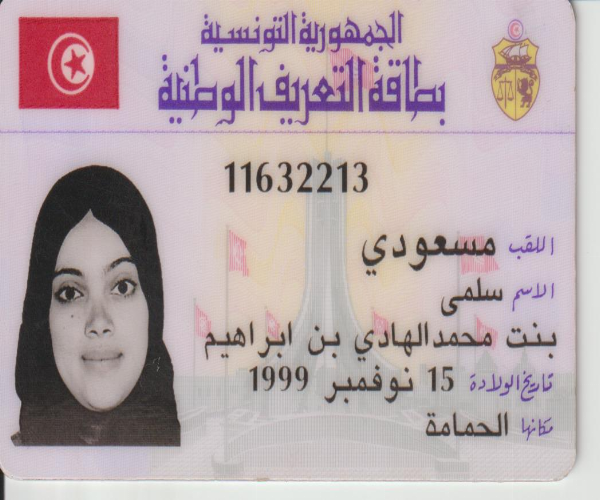 الجمهورية التونسية
بطاقة التعريف الوطنية
11632213
اللقب مسعودي
الاسم سلمى
بنت محمدالهادي بن ابراهيم
تاريخ الولادة 15 نوفمبر 1999
مكانها الحمامة